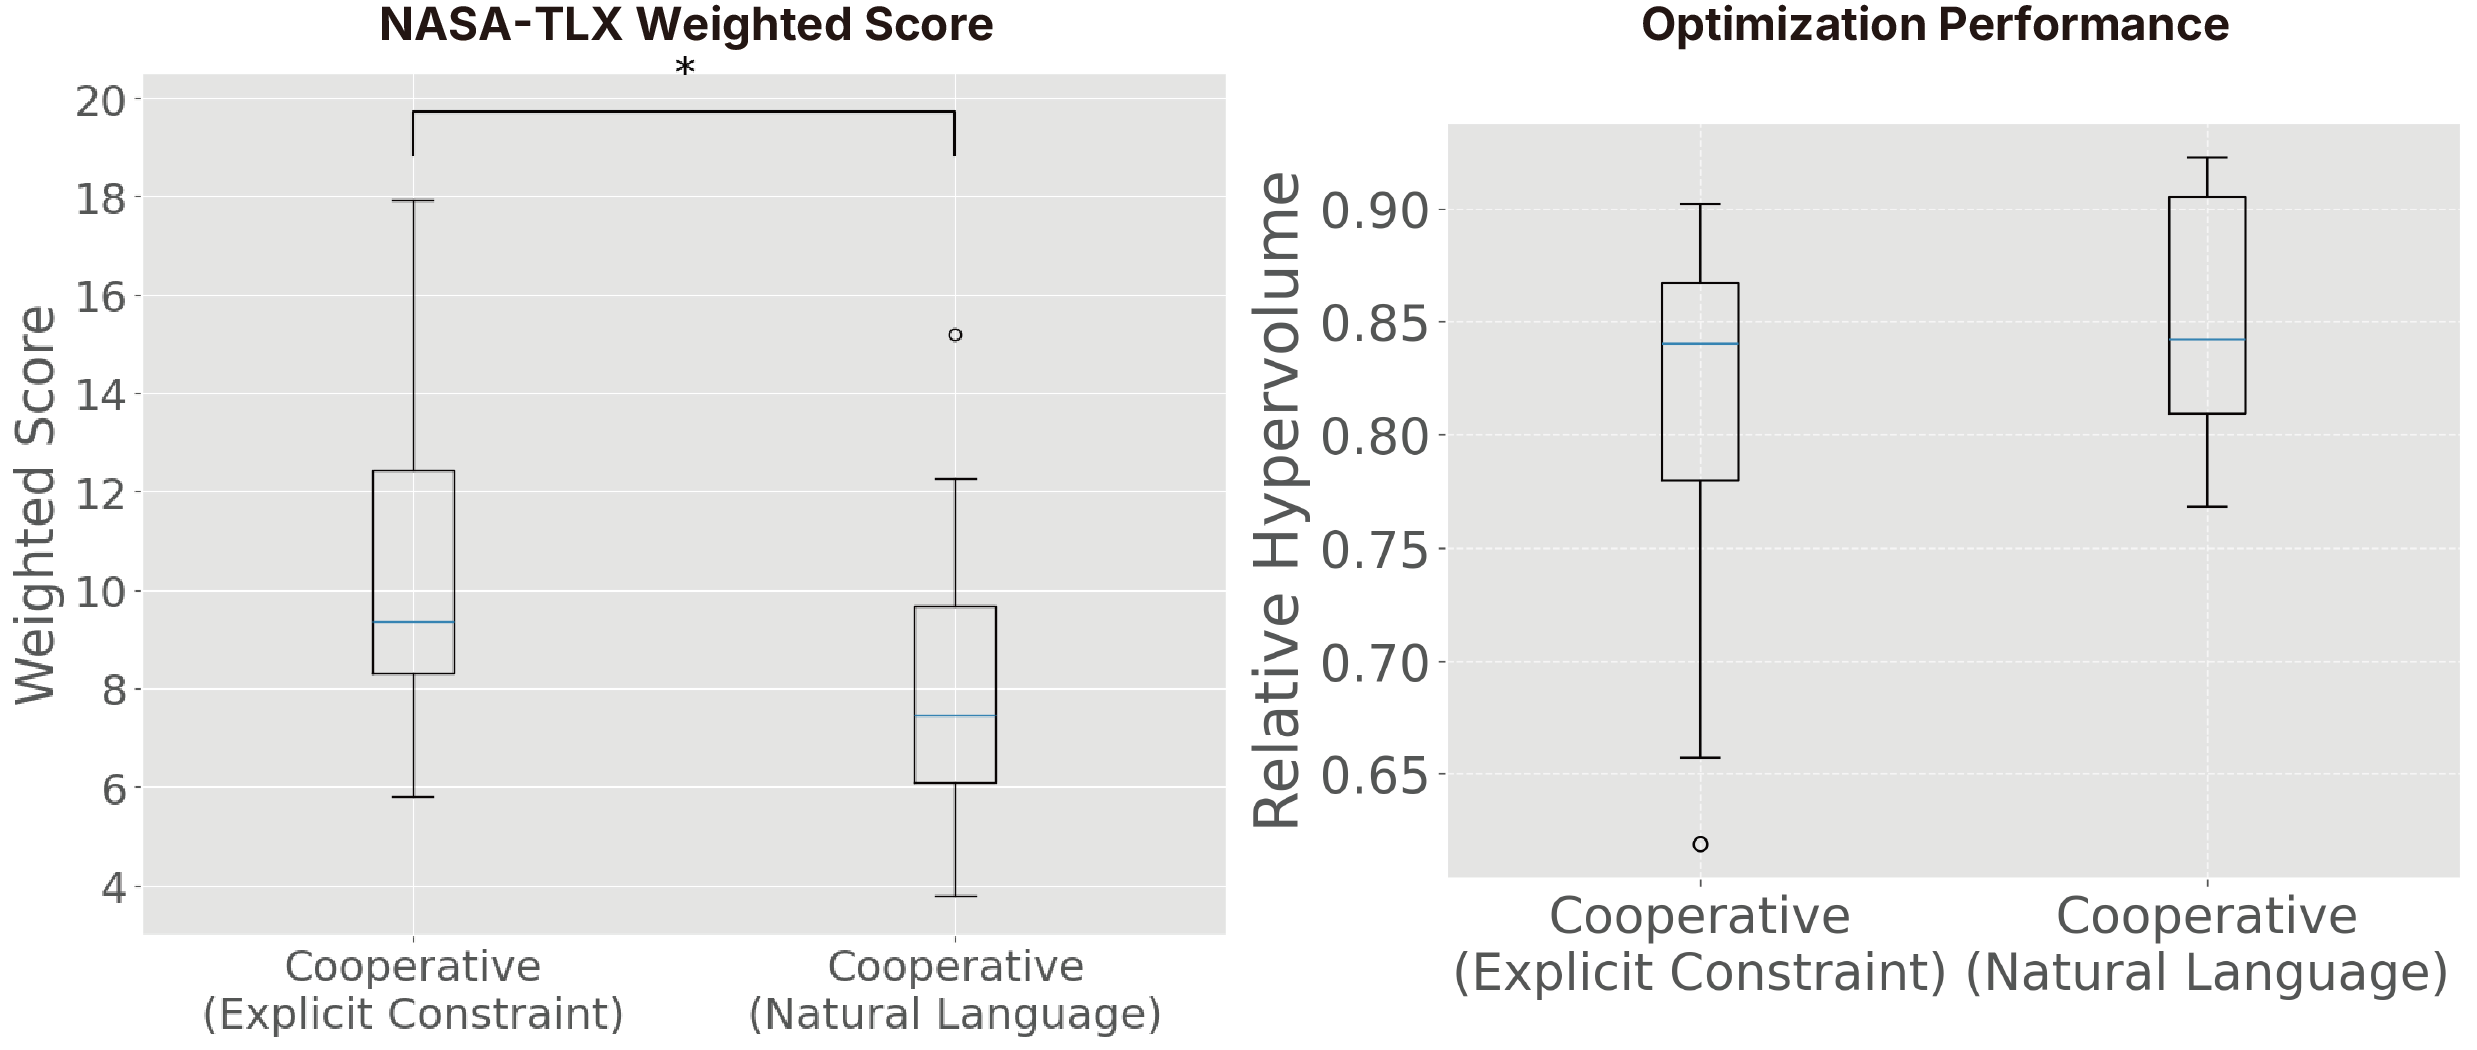 NASA-TLX Weighted Score
*
Weighted Score
20
18
16
14
12
10
8
6
4
Cooperative
(Explicit Constraint)
Cooperative
(Natural Language)
Optimization Performance
Relative Hypervolume
0.90
0.85
0.80
0.75
0.70
0.65
Cooperative
(Explicit Constraint)
Cooperative
(Natural Language)